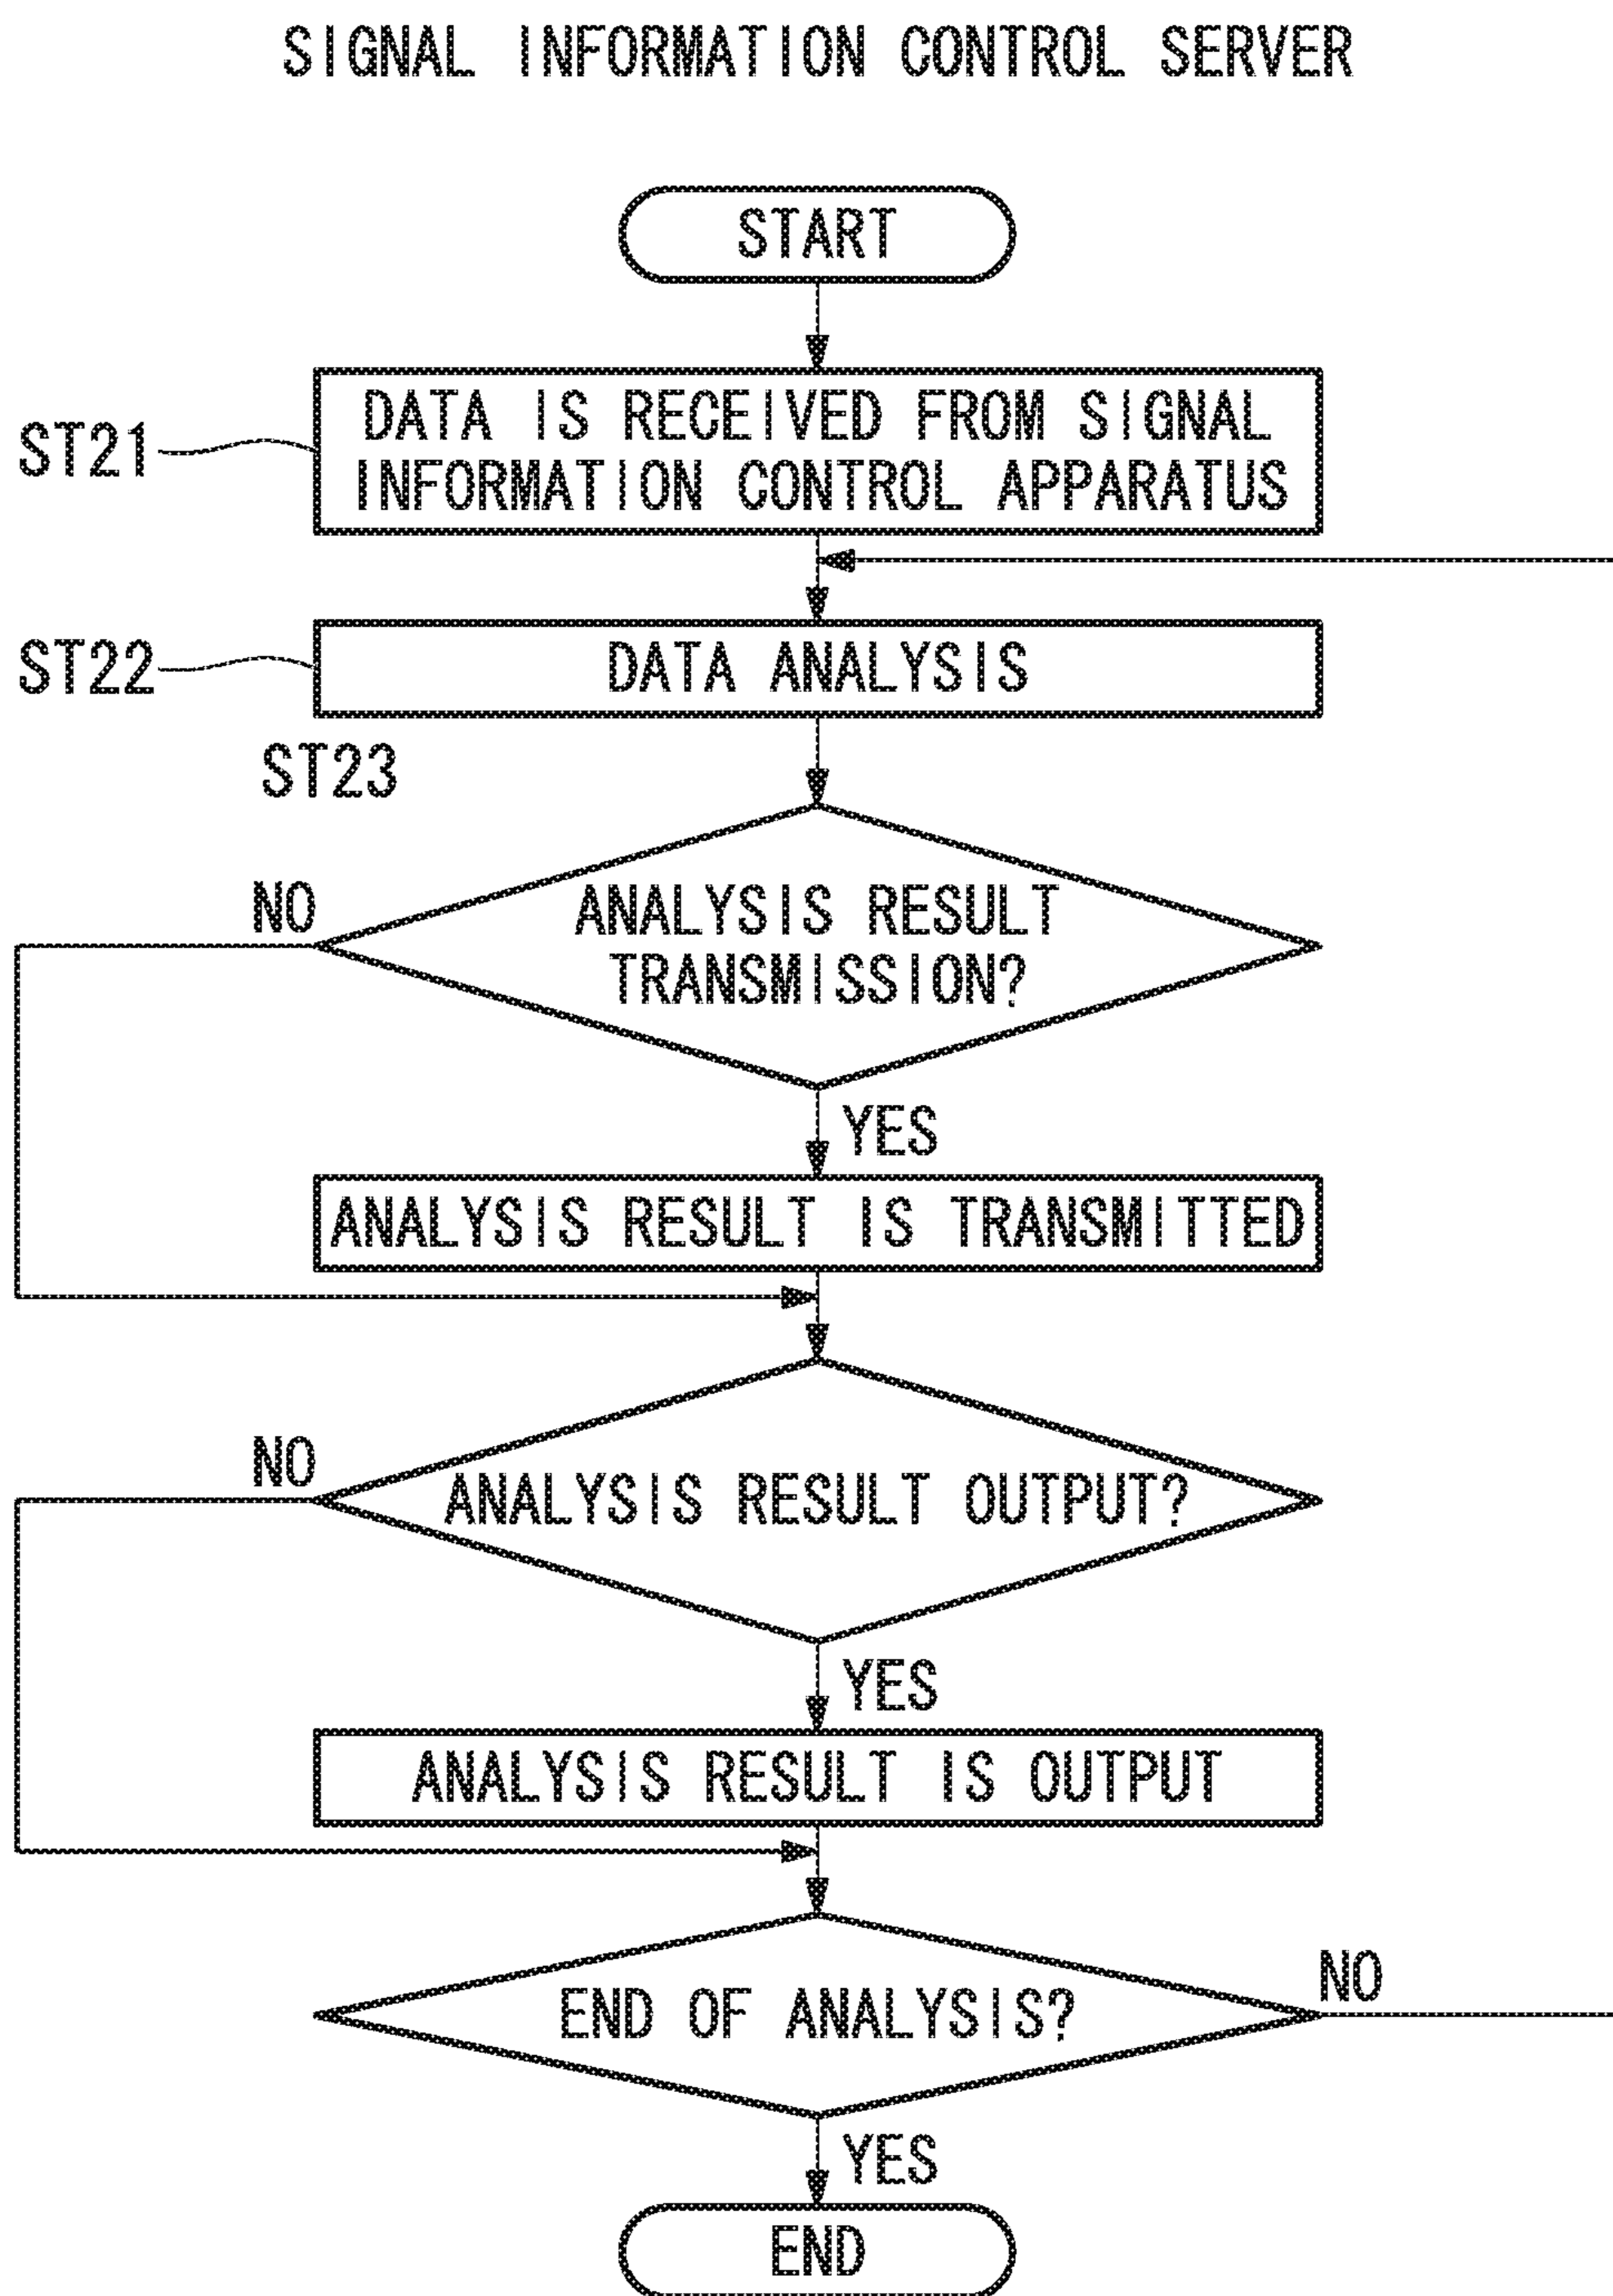 SIGNAL INFORMATION CONTROL SERVER
START
ST21
DATA IS RECEIVED FROM SIGNAL
INFORMATION CONTROL APPARATUS
ST22
DATA ANALYSIS
ST23
NO
ANALYSIS RESULT
TRANSMISSION?
YES
ANALYSIS RESULT IS TRANSMITTED
NO
ANALYSIS RESULT OUTPUT?
YES
ANALYSIS RESULT IS OUTPUT
NO
END OF ANALYSIS?
YES
END